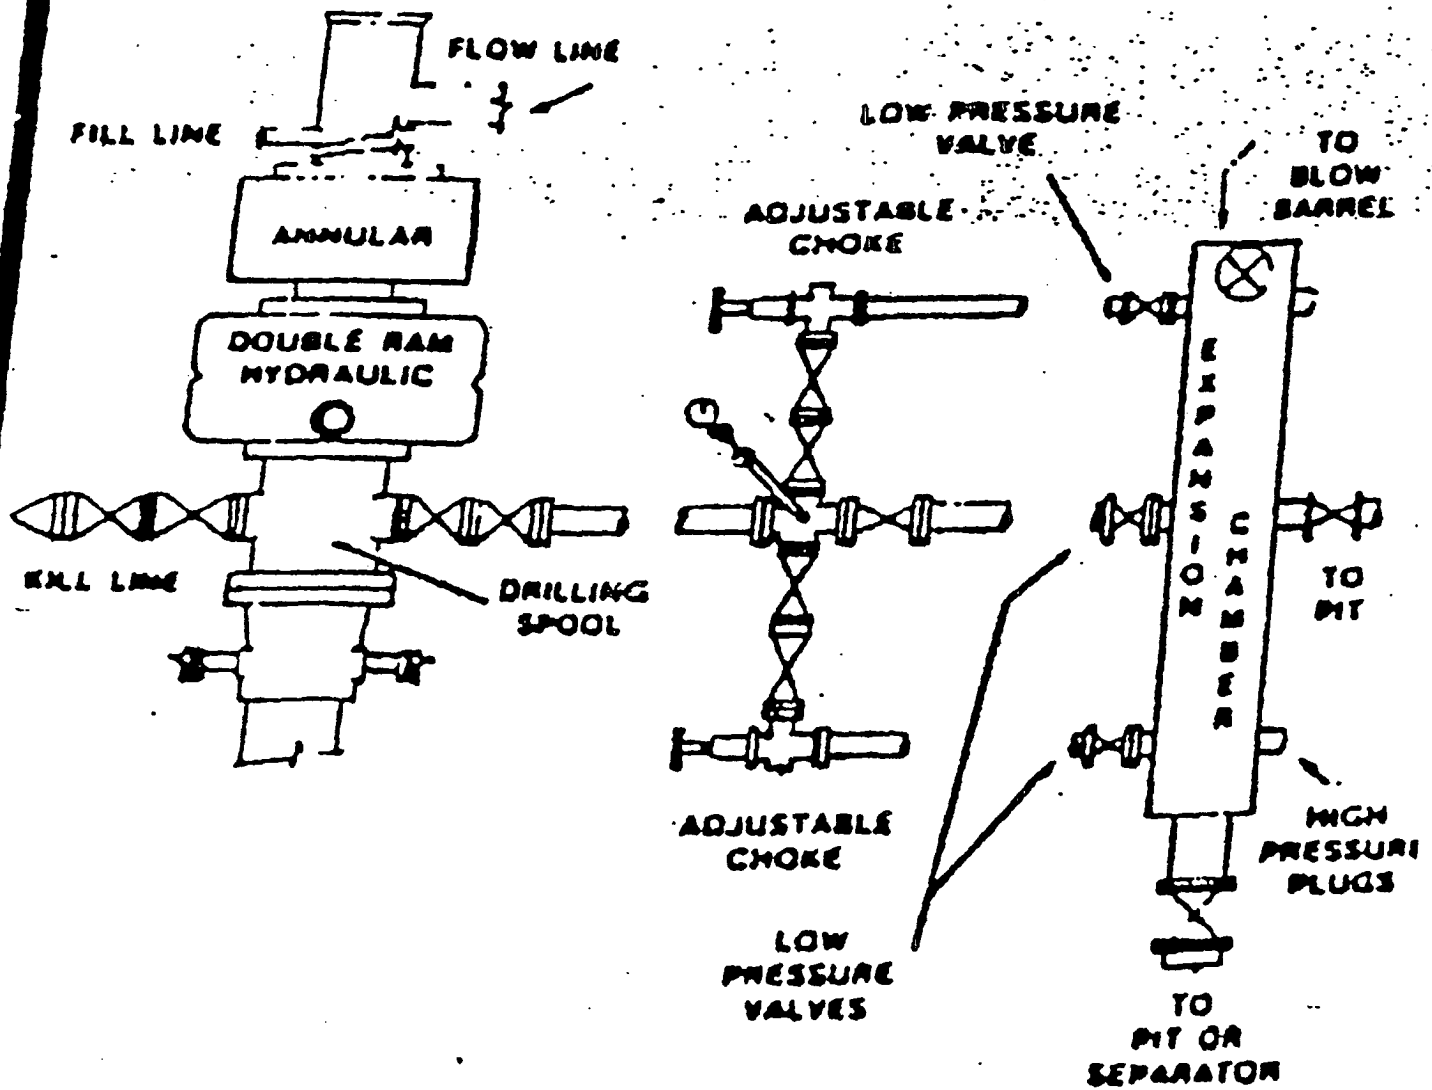 FLOW LINE
FILL LINE
ANNULAR
DOUBLE RAM
HYDRAULIC
KILL LINE
DRILLING
SPOOL
LOW PRESSURE
VALVE
ADJUSTABLE
CHOKE
ADJUSTABLE
CHOKE
LOW
PRESSURE
VALVES
TO
BLOW
BARREL
EXPANSION
CHAMBER
TO
PIT
HIGH
PRESSURE
PLUGS
TO
PIT OR
SEPARATOR